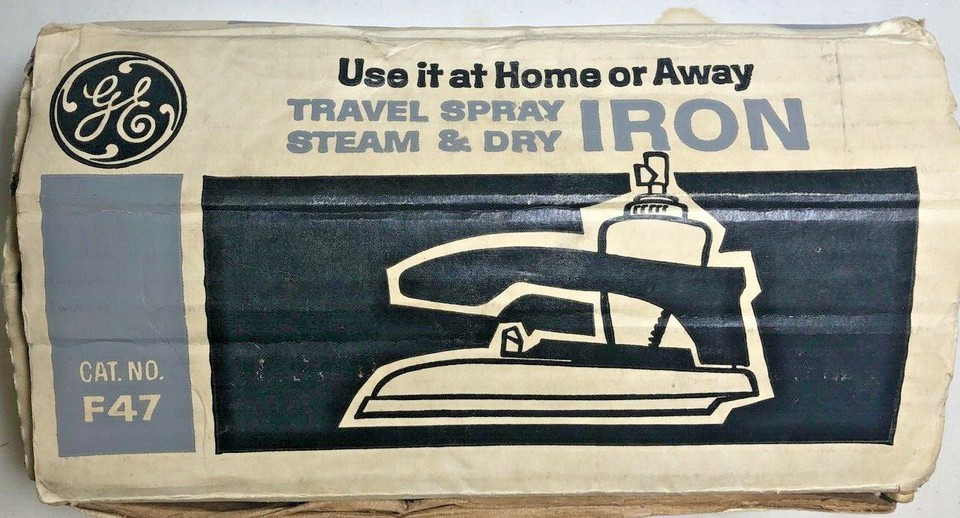 GE
Use it at Home or Away
TRAVEL SPRAY
STEAM & DRY IRON
CAT. NO.
F47